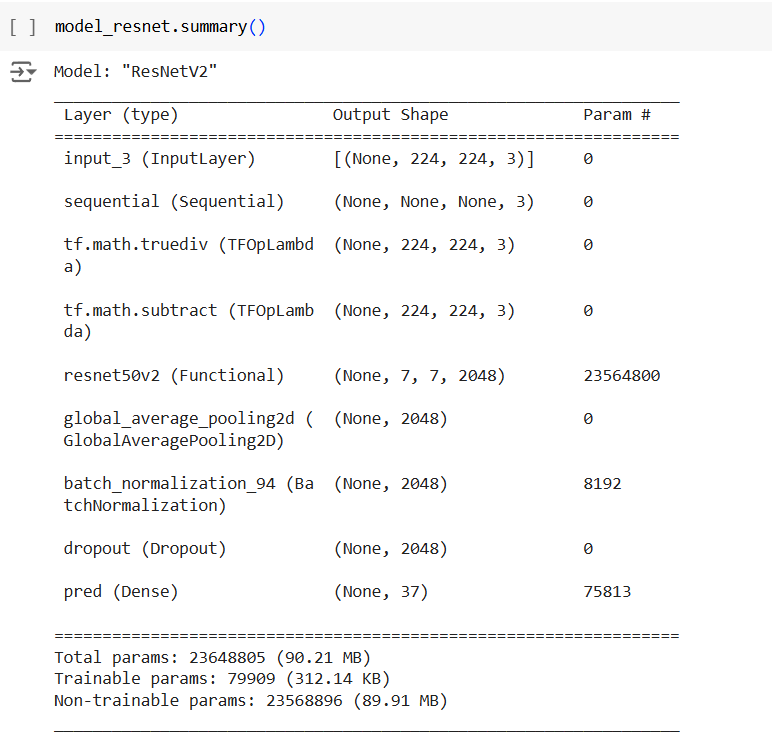 [ ] model_resnet.summary()
Model: "ResNetV2"
Layer (type) Output Shape Param #
=================================================================
input_3 (InputLayer) [(None, 224, 224, 3)] 0
sequential (Sequential) (None, None, None, 3) 0
tf.math.truediv (TFOpLambd (None, 224, 224, 3) 0
a)
tf.math.subtract (TFOpLamb (None, 224, 224, 3) 0
da)
resnet50v2 (Functional) (None, 7, 7, 2048) 23564800
global_average_pooling2d ( (None, 2048) 0
GlobalAveragePooling2D)
batch_normalization_94 (Ba (None, 2048) 8192
tchNormalization)
dropout (Dropout) (None, 2048) 0
pred (Dense) (None, 37) 75813
=================================================================
Total params: 23648805 (90.21 MB)
Trainable params: 79909 (312.14 KB)
Non-trainable params: 23568896 (89.91 MB)